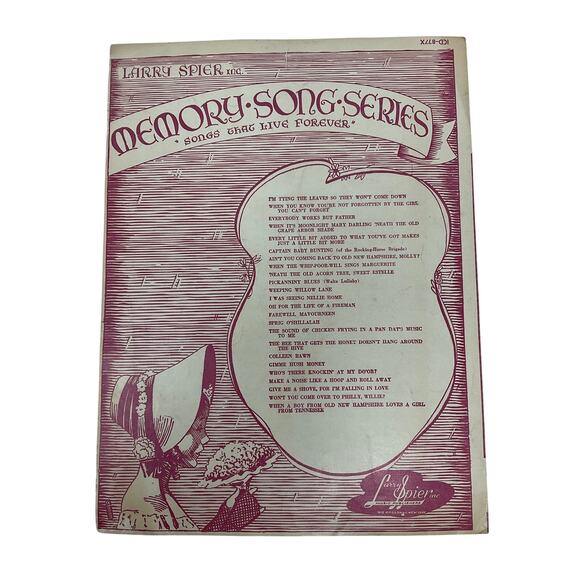 ICD-877X
LARRY SPIER INC.
MEMORY·SONG·SERIES
"SONGS THAT LIVE FOREVER"
I'M TYING THE LEAVES SO THEY WON'T COME DOWN
WHEN YOU KNOW YOU'RE NOT FORGOTTEN BY THE GIRL
YOU CAN'T FORGET
EVERYBODY WORKS BUT FATHER
WHEN IT'S MOONLIGHT MARY DARLING 'NEATH THE OLD
GRAPE ARBOR SHADE
EVERY LITTLE BIT ADDED TO WHAT YOU'VE GOT MAKES
JUST A LITTLE BIT MORE
CAPTAIN BABY BUNTING (of the Rocking-Horse Brigade)
AIN'T YOU COMING BACK TO OLD NEW HAMPSHIRE, MOLLY?
WHEN THE WHIP-POOR-WILL SINGS MARGUERITE
'NEATH THE OLD ACORN TREE, SWEET ESTELLE
PICKANINNY BLUES (Waltz Lullaby)
WEEPING WILLOW LANE
I WAS SEEING NELLIE HOME
OH FOR THE LIFE OF A FIREMAN
FAREWELL, MAVOURNEEN
SPRIG O'SHILLALAH
THE SOUND OF CHICKEN FRYING IN A PAN DAT'S MUSIC
TO ME
THE BEE THAT GETS THE HONEY DOESN'T HANG AROUND
THE HIVE
COLLEEN BAWN
GIMME HUSH MONEY
WHO'S THERE KNOCKIN' AT MY DOOR?
MAKE A NOISE LIKE A HOOP AND ROLL AWAY
GIVE ME A SHOVE, FOR I'M FALLING IN LOVE
WON'T YOU COME OVER TO PHILLY, WILLIE?
WHEN A BOY FROM OLD NEW HAMPSHIRE LOVES A GIRL
FROM TENNESSEE
Larry Spier Inc
MUSIC PUBLISHERS